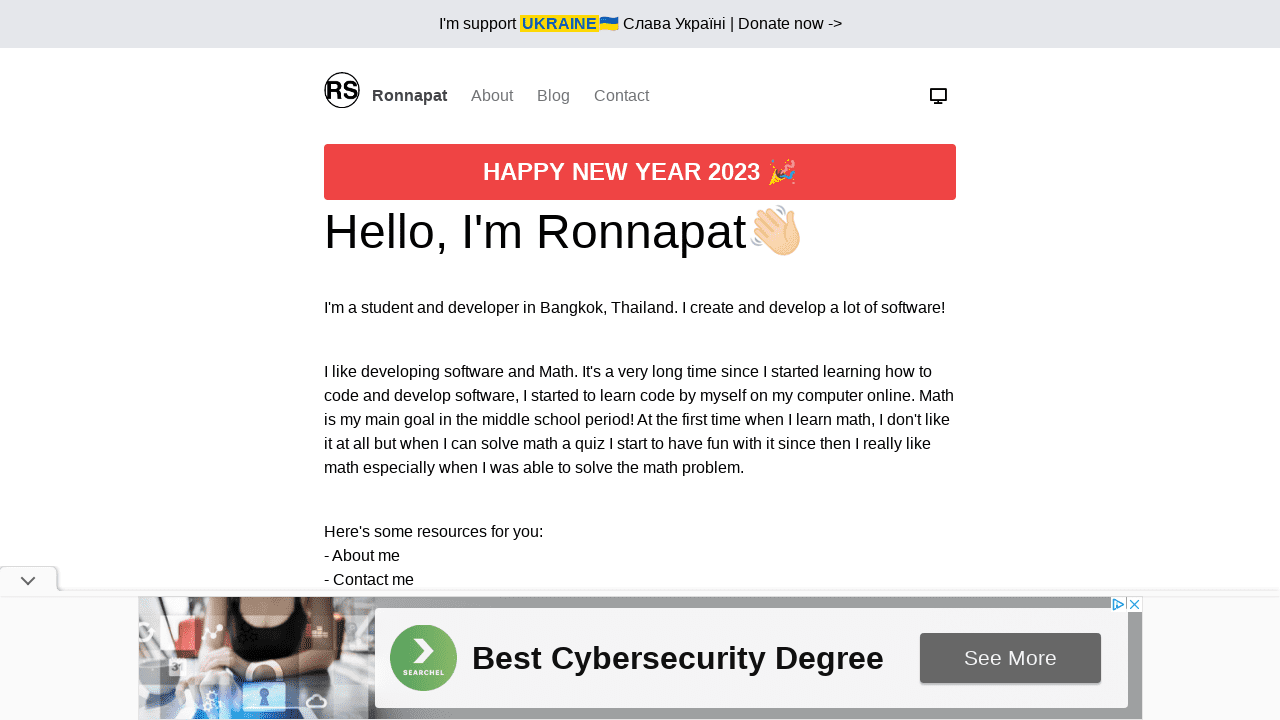 I'm support UKRAINE🇺🇦 Слава Україні | Donate now ->
RS
Ronnapat
About
Blog
Contact
HAPPY NEW YEAR 2023 🎉
Hello, I'm Ronnapat👋🏻
I'm a student and developer in Bangkok, Thailand. I create and develop a lot of software!
I like developing software and Math. It's a very long time since I started learning how to
code and develop software, I started to learn code by myself on my computer online. Math
is my main goal in the middle school period! At the first time when I learn math, I don't like
it at all but when I can solve math a quiz I start to have fun with it since then I really like
math especially when I was able to solve the math problem.
Here's some resources for you:
- About me
- Contact me
SEARCHEL
Best Cybersecurity Degree
See More